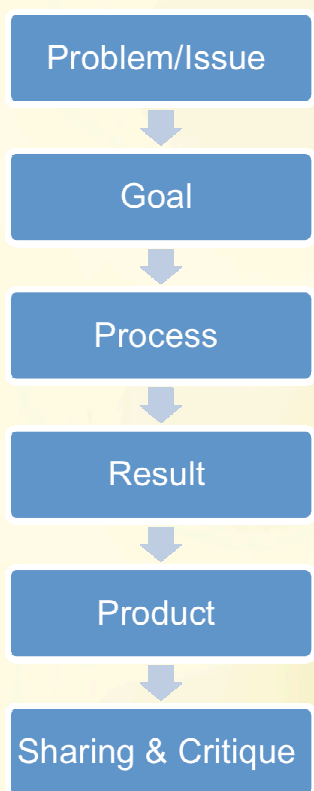 Problem/Issue
Goal
Process
Result
Product
Sharing & Critique